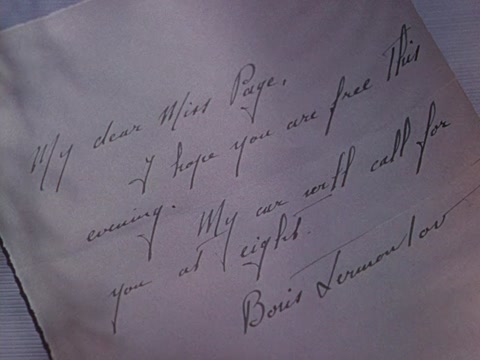 My dear Miss Page,
I hope you are free This
evening. My car will call for
you at eight.
Boris Lermontov